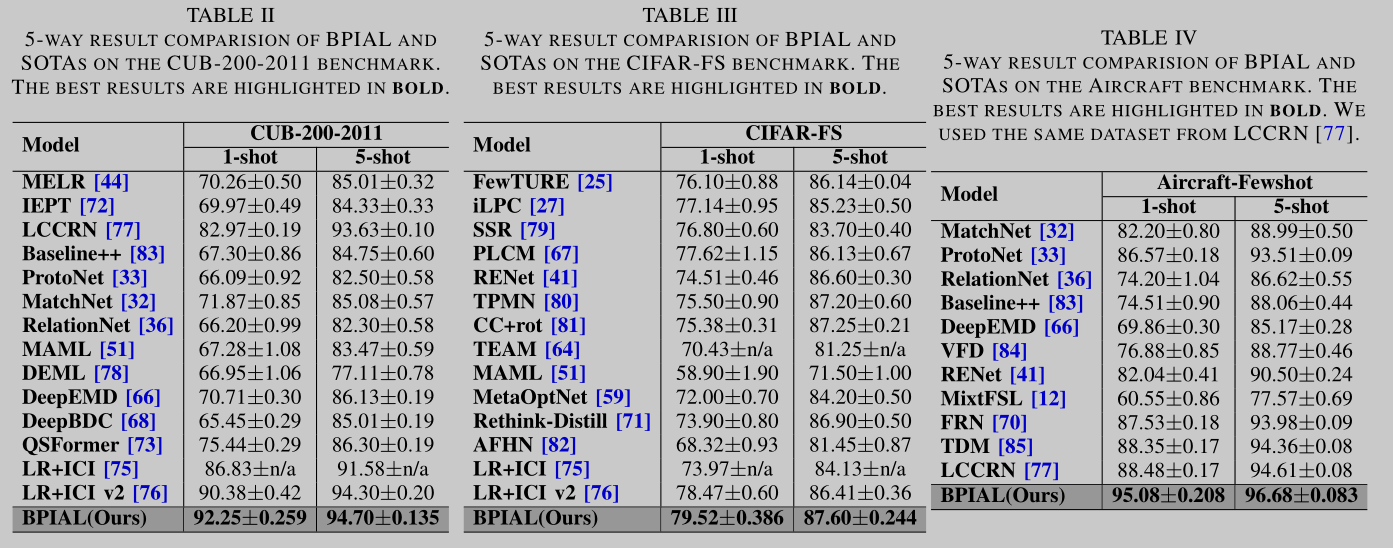 TABLE II
5-WAY RESULT COMPARISION OF BPIAL AND
SOTAS ON THE CUB-200-2011 BENCHMARK.
THE BEST RESULTS ARE HIGHLIGHTED IN BOLD.
Model CUB-200-2011
1-shot 5-shot
MELR [44] 70.26±0.50 85.01±0.32
IEPT [72] 69.97±0.49 84.33±0.33
LCCRN [77] 82.97±0.19 93.63±0.10
Baseline++ [83] 67.30±0.86 84.75±0.60
ProtoNet [33] 66.09±0.92 82.50±0.58
MatchNet [32] 71.87±0.85 85.08±0.57
RelationNet [36] 66.20±0.99 82.30±0.58
MAML [51] 67.28±1.08 83.47±0.59
DEML [78] 66.95±1.06 77.11±0.78
DeepEMD [66] 70.71±0.30 86.13±0.19
DeepBDC [68] 65.45±0.29 85.01±0.19
QSFormer [73] 75.44±0.29 86.30±0.19
LR+ICI [75] 86.83±n/a 91.58±n/a
LR+ICI v2 [76] 90.38±0.42 94.30±0.20
BPIAL(Ours) 92.25±0.259 94.70±0.135
TABLE III
5-WAY RESULT COMPARISION OF BPIAL AND
SOTAS ON THE CIFAR-FS BENCHMARK. THE
BEST RESULTS ARE HIGHLIGHTED IN BOLD.
Model CIFAR-FS
1-shot 5-shot
FewTURE [25] 76.10±0.88 86.14±0.04
iLPC [27] 77.14±0.95 85.23±0.50
SSR [79] 76.80±0.60 83.70±0.40
PLCM [67] 77.62±1.15 86.13±0.67
RENet [41] 74.51±0.46 86.60±0.30
TPMN [80] 75.50±0.90 87.20±0.60
CC+rot [81] 75.38±0.31 87.25±0.21
TEAM [64] 70.43±n/a 81.25±n/a
MAML [51] 58.90±1.90 71.50±1.00
MetaOptNet [59] 72.00±0.70 84.20±0.50
Rethink-Distill [71] 73.90±0.80 86.90±0.50
AFHN [82] 68.32±0.93 81.45±0.87
LR+ICI [75] 73.97±n/a 84.13±n/a
LR+ICI v2 [76] 78.47±0.60 86.41±0.36
BPIAL(Ours) 79.52±0.386 87.60±0.244
TABLE IV
5-WAY RESULT COMPARISION OF BPIAL AND
SOTAS ON THE AIRCRAFT BENCHMARK. THE
BEST RESULTS ARE HIGHLIGHTED IN BOLD. WE
USED THE SAME DATASET FROM LCCRN [77].
Model Aircraft-Fewshot
1-shot 5-shot
MatchNet [32] 82.20±0.80 88.99±0.50
ProtoNet [33] 86.57±0.18 93.51±0.09
RelationNet [36] 74.20±1.04 86.62±0.55
Baseline++ [83] 74.51±0.90 88.06±0.44
DeepEMD [66] 69.86±0.30 85.17±0.28
VFD [84] 76.88±0.85 88.77±0.46
RENet [41] 82.04±0.41 90.50±0.24
MixtFSL [12] 60.55±0.86 77.57±0.69
FRN [70] 87.53±0.18 93.98±0.09
TDM [85] 88.35±0.17 94.36±0.08
LCCRN [77] 88.48±0.17 94.61±0.08
BPIAL(Ours) 95.08±0.208 96.68±0.083